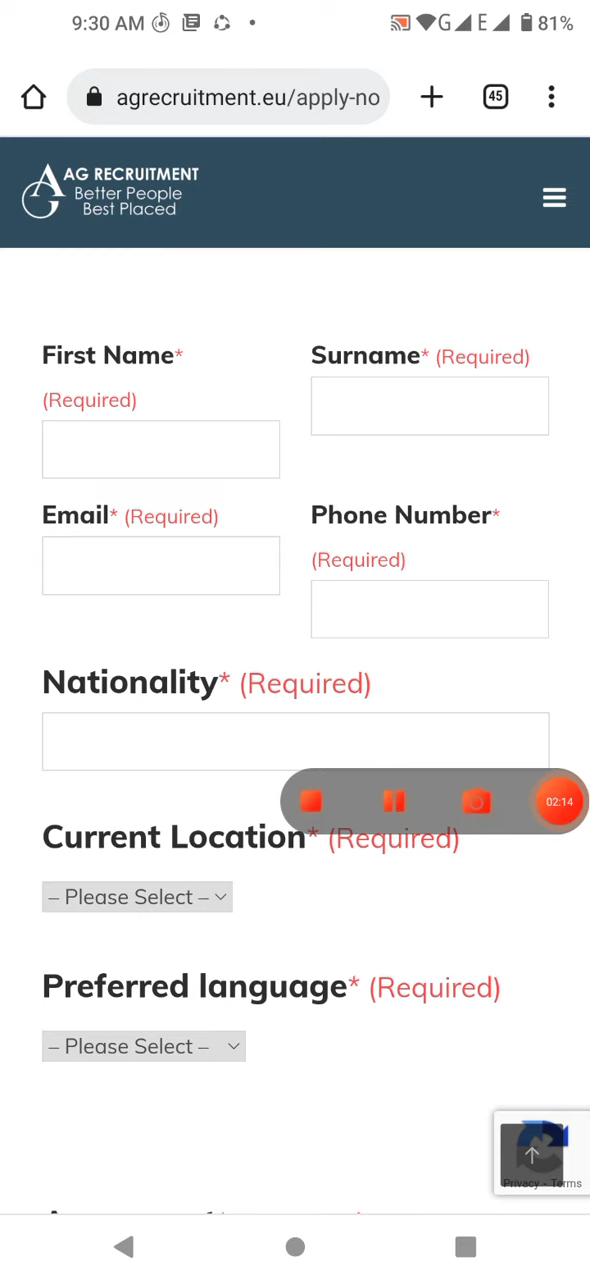 9:30 AM G E 81%
agrecruitment.eu/apply-no 45
AG RECRUITMENT
Better People
Best Placed
First Name*
(Required)
Surname* (Required)
Email* (Required)
Phone Number*
(Required)
Nationality* (Required)
02:14
Current Location* (Required)
– Please Select –
Preferred language* (Required)
– Please Select –
Privacy - Terms